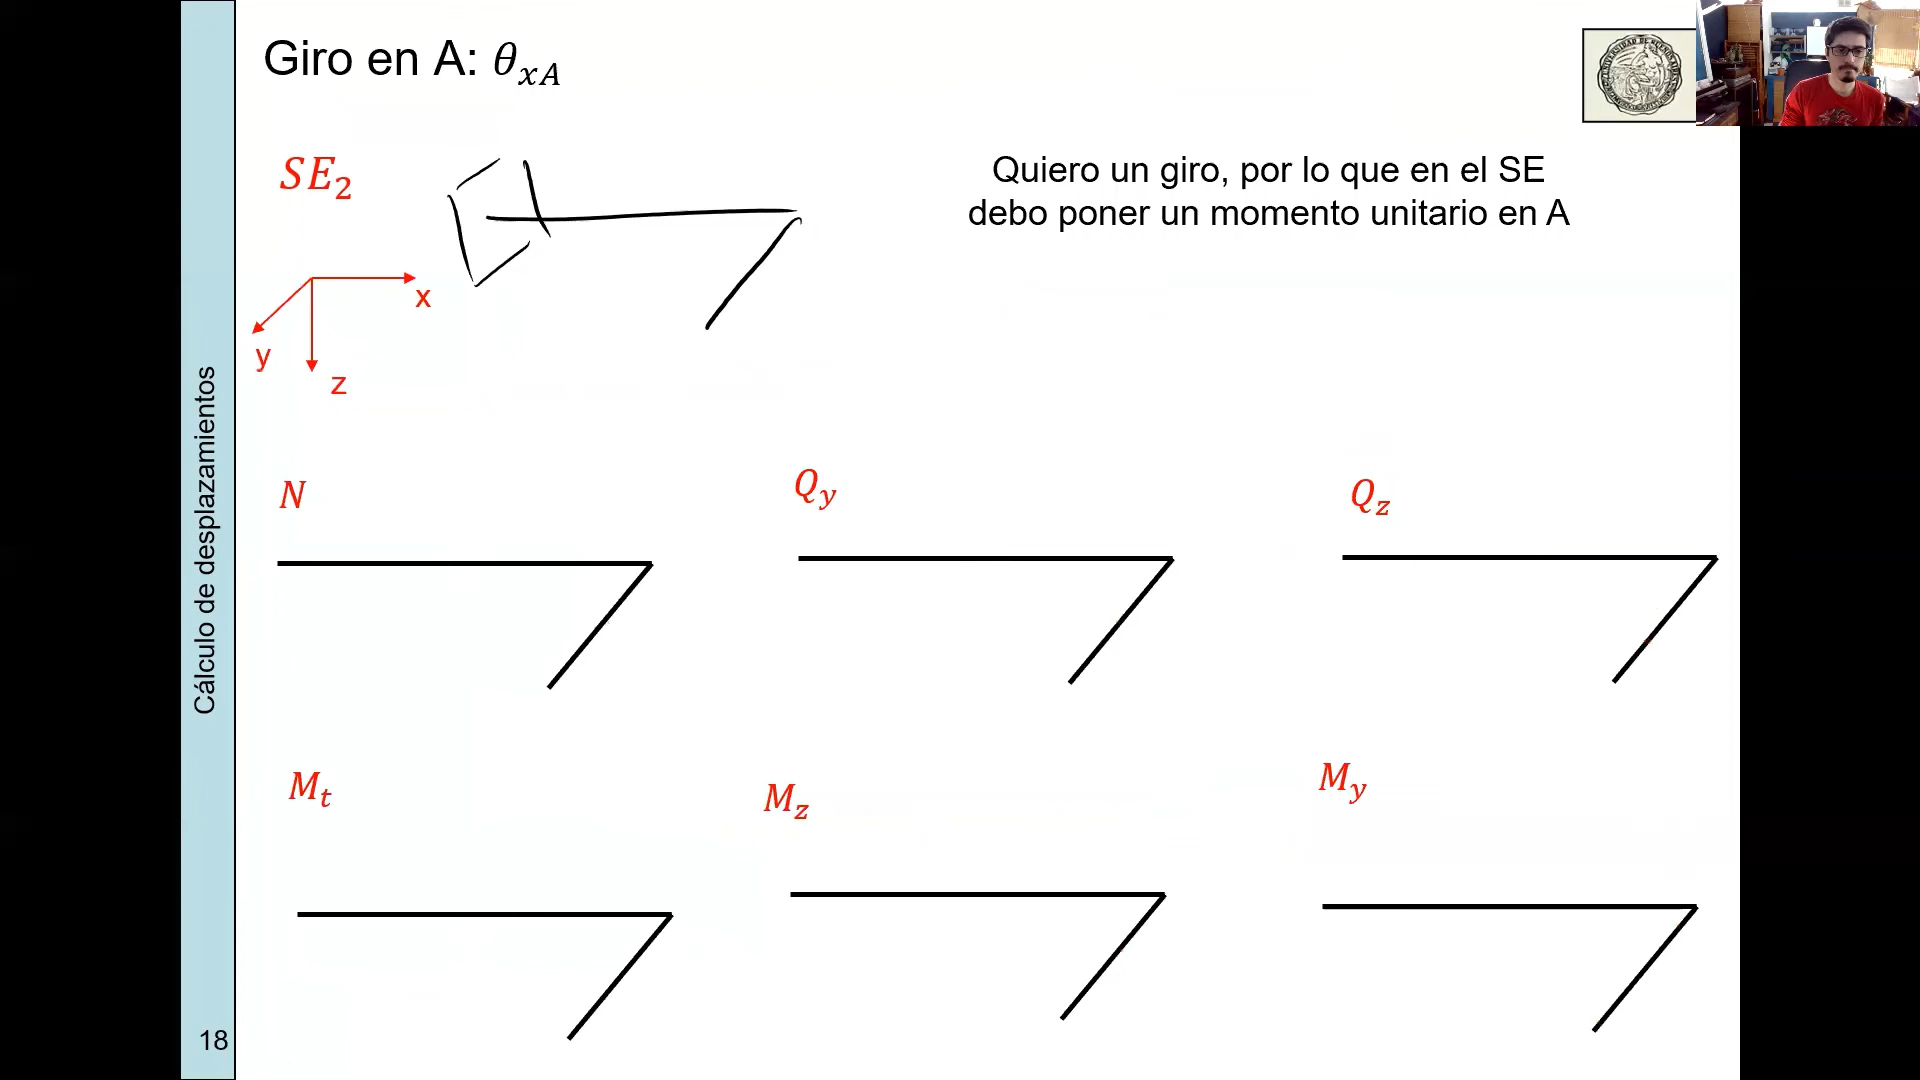 Giro en A: θxA
SE2
Quiero un giro, por lo que en el SE
debo poner un momento unitario en A
x
y
z
N
Qy
Qz
Mt
Mz
My
Cálculo de desplazamientos
18